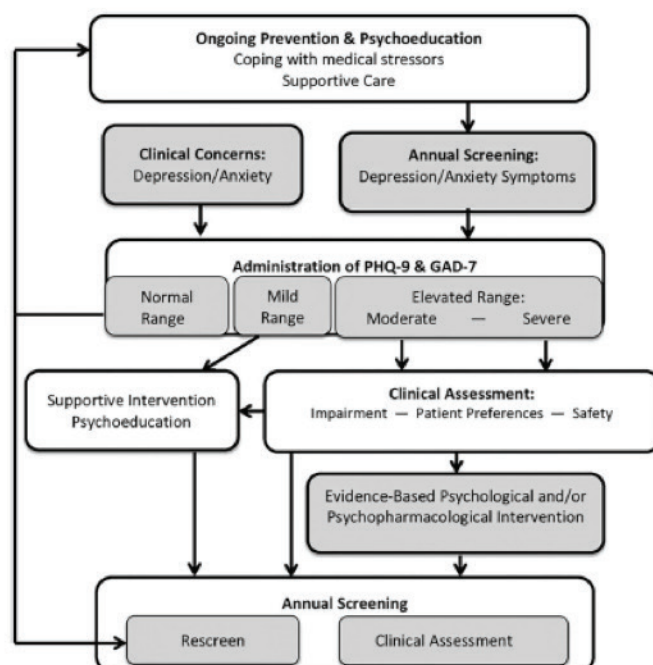 Ongoing Prevention & Psychoeducation
Coping with medical stressors
Supportive Care
Clinical Concerns:
Depression/Anxiety
Annual Screening:
Depression/Anxiety Symptoms
Administration of PHQ-9 & GAD-7
Normal
Range
Mild
Range
Elevated Range:
Moderate — Severe
Supportive Intervention
Psychoeducation
Clinical Assessment:
Impairment — Patient Preferences — Safety
Evidence-Based Psychological and/or
Psychopharmacological Intervention
Annual Screening
Rescreen
Clinical Assessment